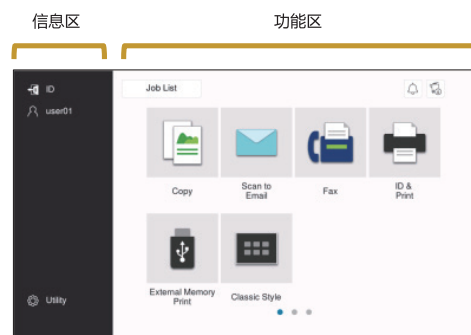 信息区
功能区
ID
Job List
user01
Copy
Scan to
Email
Fax
ID &
Print
External Memory
Print
Classic Style
Utility